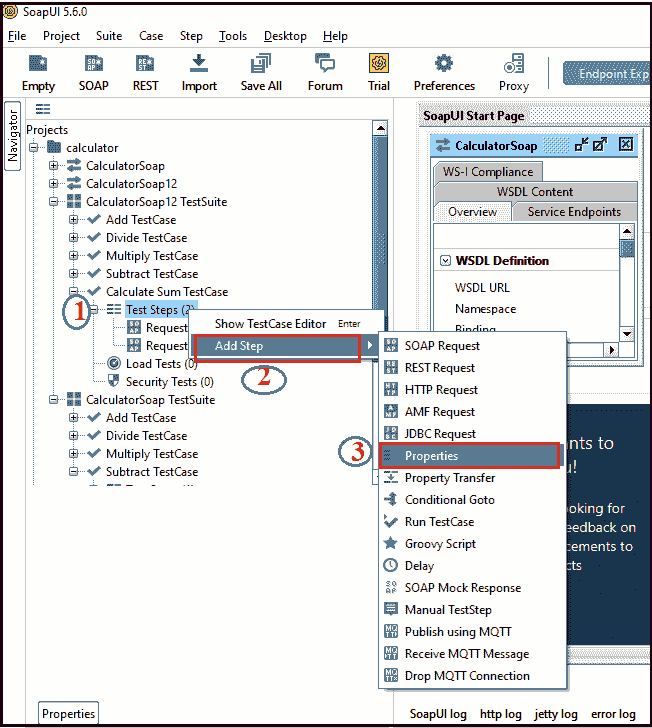 SoapUI 5.6.0
File Project Suite Case Step Tools Desktop Help
Empty SOAP REST Import Save All Forum Trial Preferences Proxy Endpoint Exp
Navigator
Projects
calculator
CalculatorSoap
CalculatorSoap12
CalculatorSoap12 TestSuite
Add TestCase
Divide TestCase
Multiply TestCase
Subtract TestCase
Calculate Sum TestCase
1
Test Steps (2)
Request
Request
Load Tests (0)
Security Tests (0)
CalculatorSoap TestSuite
Add TestCase
Divide TestCase
Multiply TestCase
Subtract TestCase
Show TestCase Editor Enter
Add Step
2
SOAP Request
REST Request
HTTP Request
AMF Request
JDBC Request
3
Properties
Property Transfer
Conditional Goto
Run TestCase
Groovy Script
Delay
SOAP Mock Response
Manual TestStep
Publish using MQTT
Receive MQTT Message
Drop MQTT Connection
SoapUI Start Page
CalculatorSoap
WS-I Compliance
WSDL Content
Overview Service Endpoints
WSDL Definition
WSDL URL
Namespace
Binding
ants to
u!
oking for
eedback on
cements to
cts
Properties
SoapUI log http log jetty log error log